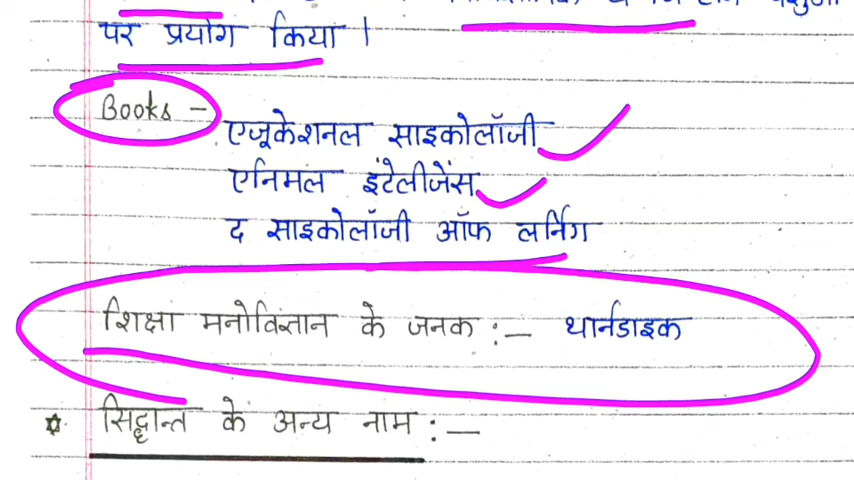 पर प्रयोग किया ।
Books - एजूकेशनल साइकोलॉजी
एनिमल इंटेलीजेंस
द साइकोलॉजी ऑफ लर्निंग
शिक्षा मनोविज्ञान के जनक :- थार्नडाइक
☆ सिद्धान्त के अन्य नाम :-